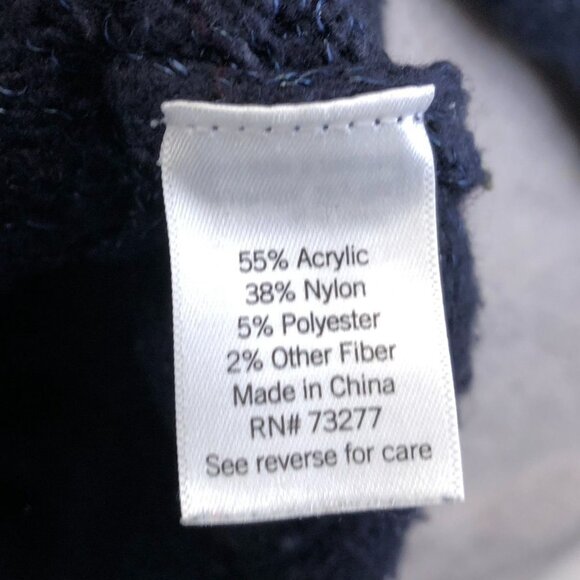 55% Acrylic
38% Nylon
5% Polyester
2% Other Fiber
Made in China
RN# 73277
See reverse for care